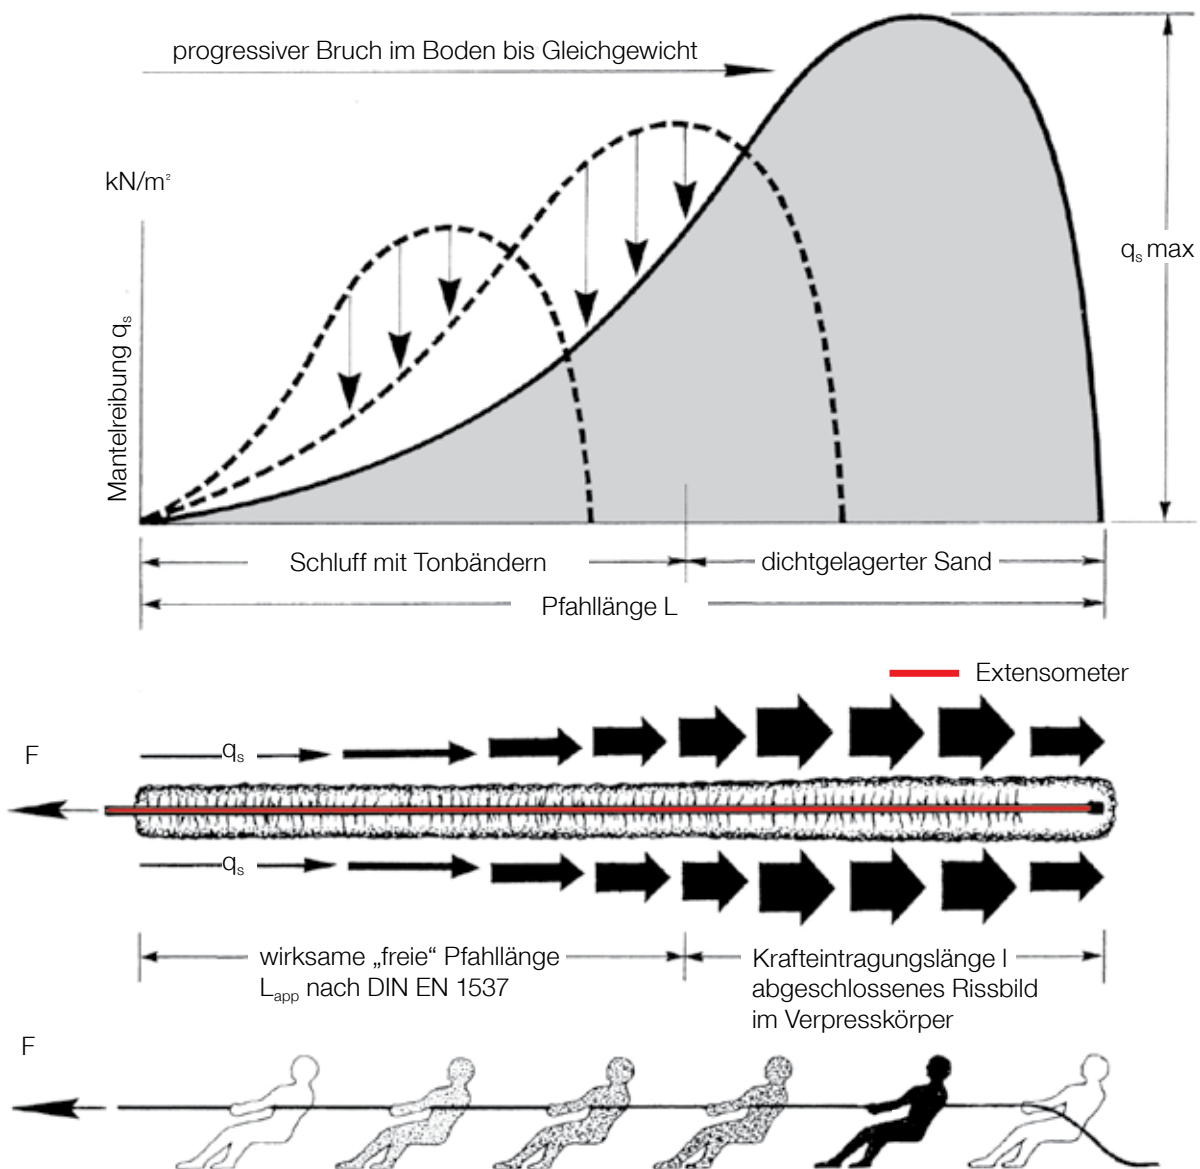 progressiver Bruch im Boden bis Gleichgewicht
kN/m²
qs max
Mantelreibung qs
Schluff mit Tonbändern
dichtgelagerter Sand
Pfahllänge L
Extensometer
F
qs
qs
wirksame „freie“ Pfahllänge
Lapp nach DIN EN 1537
Krafteintragungslänge l
abgeschlossenes Rissbild
im Verpresskörper
F